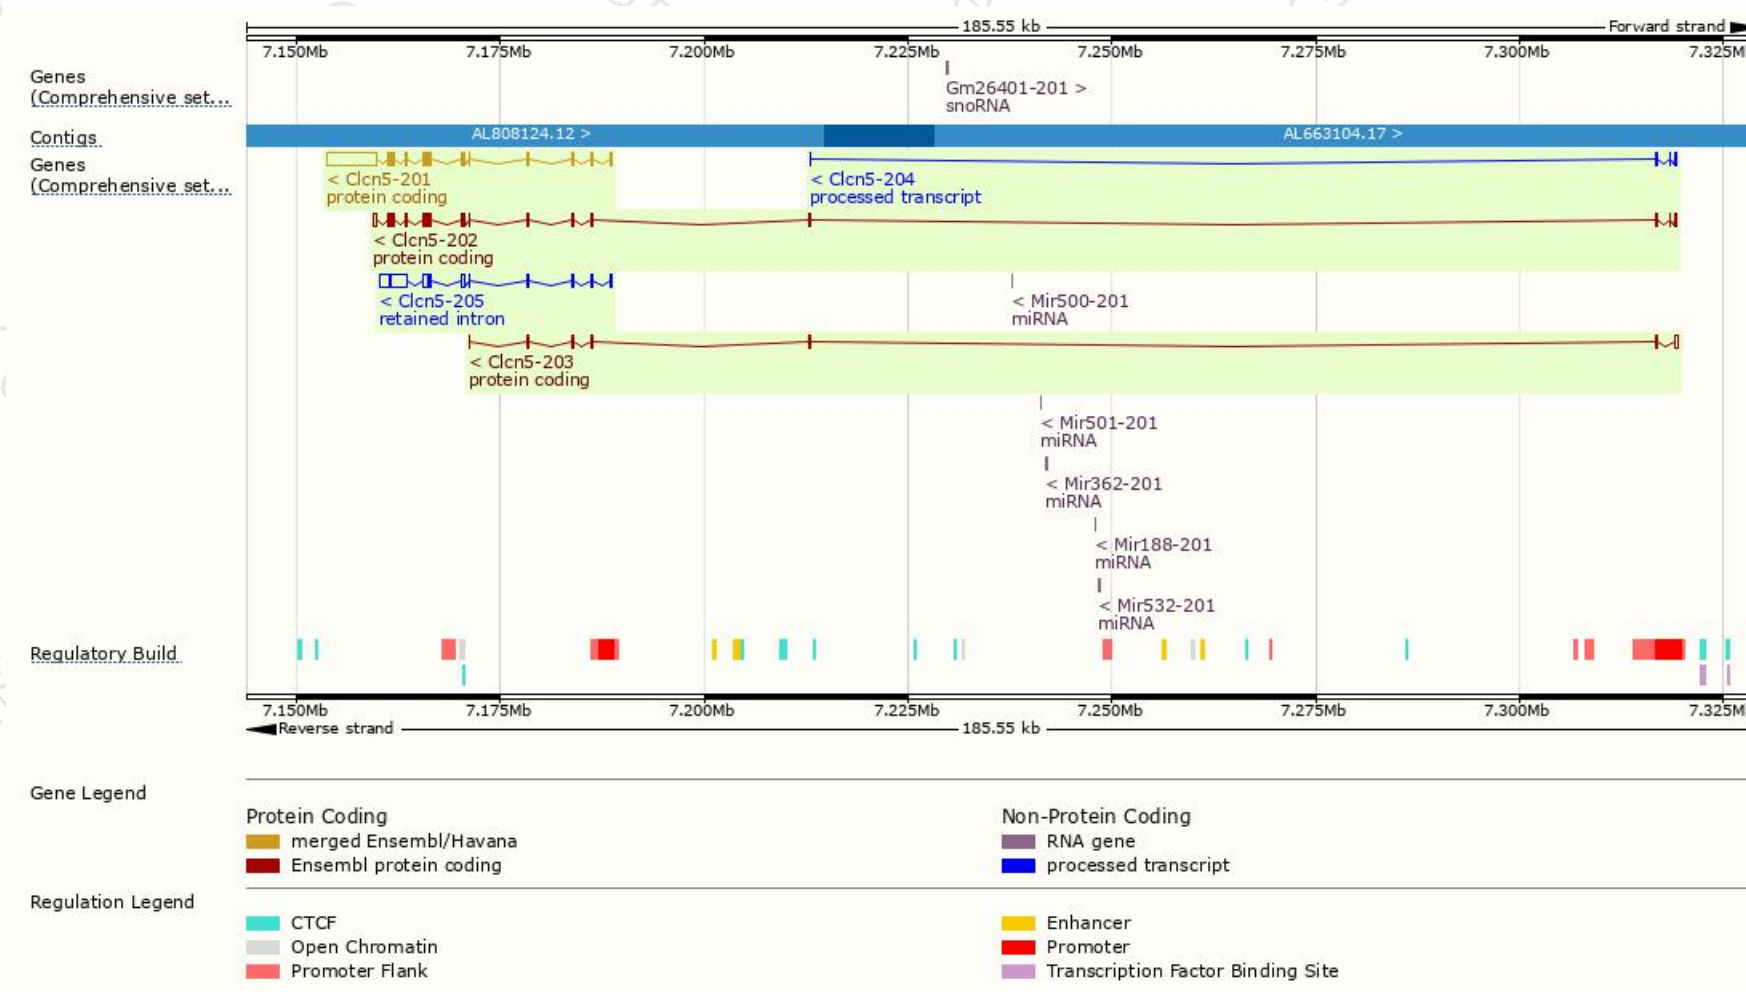 185.55 kb Forward strand
7.150Mb 7.175Mb 7.200Mb 7.225Mb 7.250Mb 7.275Mb 7.300Mb 7.325M
Genes
(Comprehensive set...
Gm26401-201 >
snoRNA
Contigs AL808124.12 > AL663104.17 >
Genes
(Comprehensive set...
< Clcn5-201 < Clcn5-204
protein coding processed transcript
< Clcn5-202
protein coding
< Clcn5-205 < Mir500-201
retained intron miRNA
< Clcn5-203
protein coding
< Mir501-201
miRNA
< Mir362-201
miRNA
< Mir188-201
miRNA
< Mir532-201
miRNA
Regulatory Build
7.150Mb 7.175Mb 7.200Mb 7.225Mb 7.250Mb 7.275Mb 7.300Mb 7.325M
Reverse strand 185.55 kb
Gene Legend
Protein Coding Non-Protein Coding
merged Ensembl/Havana RNA gene
Ensembl protein coding processed transcript
Regulation Legend
CTCF Enhancer
Open Chromatin Promoter
Promoter Flank Transcription Factor Binding Site